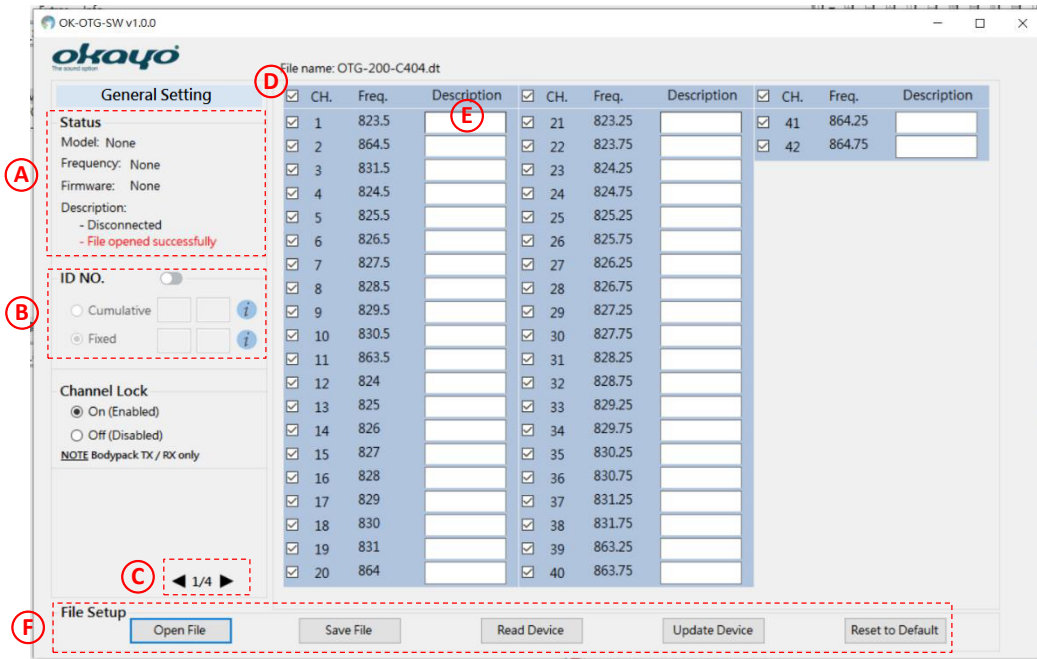 OK-OTG-SW v1.0.0
okayo
The sound option
File name: OTG-200-C404.dt
General Setting
A
Status
Model: None
Frequency: None
Firmware: None
Description:
- Disconnected
- File opened successfully
B
ID NO.
Cumulative i
Fixed i
Channel Lock
On (Enabled)
Off (Disabled)
NOTE Bodypack TX / RX only
C
1/4
D
E
CH. Freq. Description CH. Freq. Description CH. Freq. Description
1 823.5 21 823.25 41 864.25
2 864.5 22 823.75 42 864.75
3 831.5 23 824.25
4 824.5 24 824.75
5 825.5 25 825.25
6 826.5 26 825.75
7 827.5 27 826.25
8 828.5 28 826.75
9 829.5 29 827.25
10 830.5 30 827.75
11 863.5 31 828.25
12 824 32 828.75
13 825 33 829.25
14 826 34 829.75
15 827 35 830.25
16 828 36 830.75
17 829 37 831.25
18 830 38 831.75
19 831 39 863.25
20 864 40 863.75
F
File Setup
Open File Save File Read Device Update Device Reset to Default